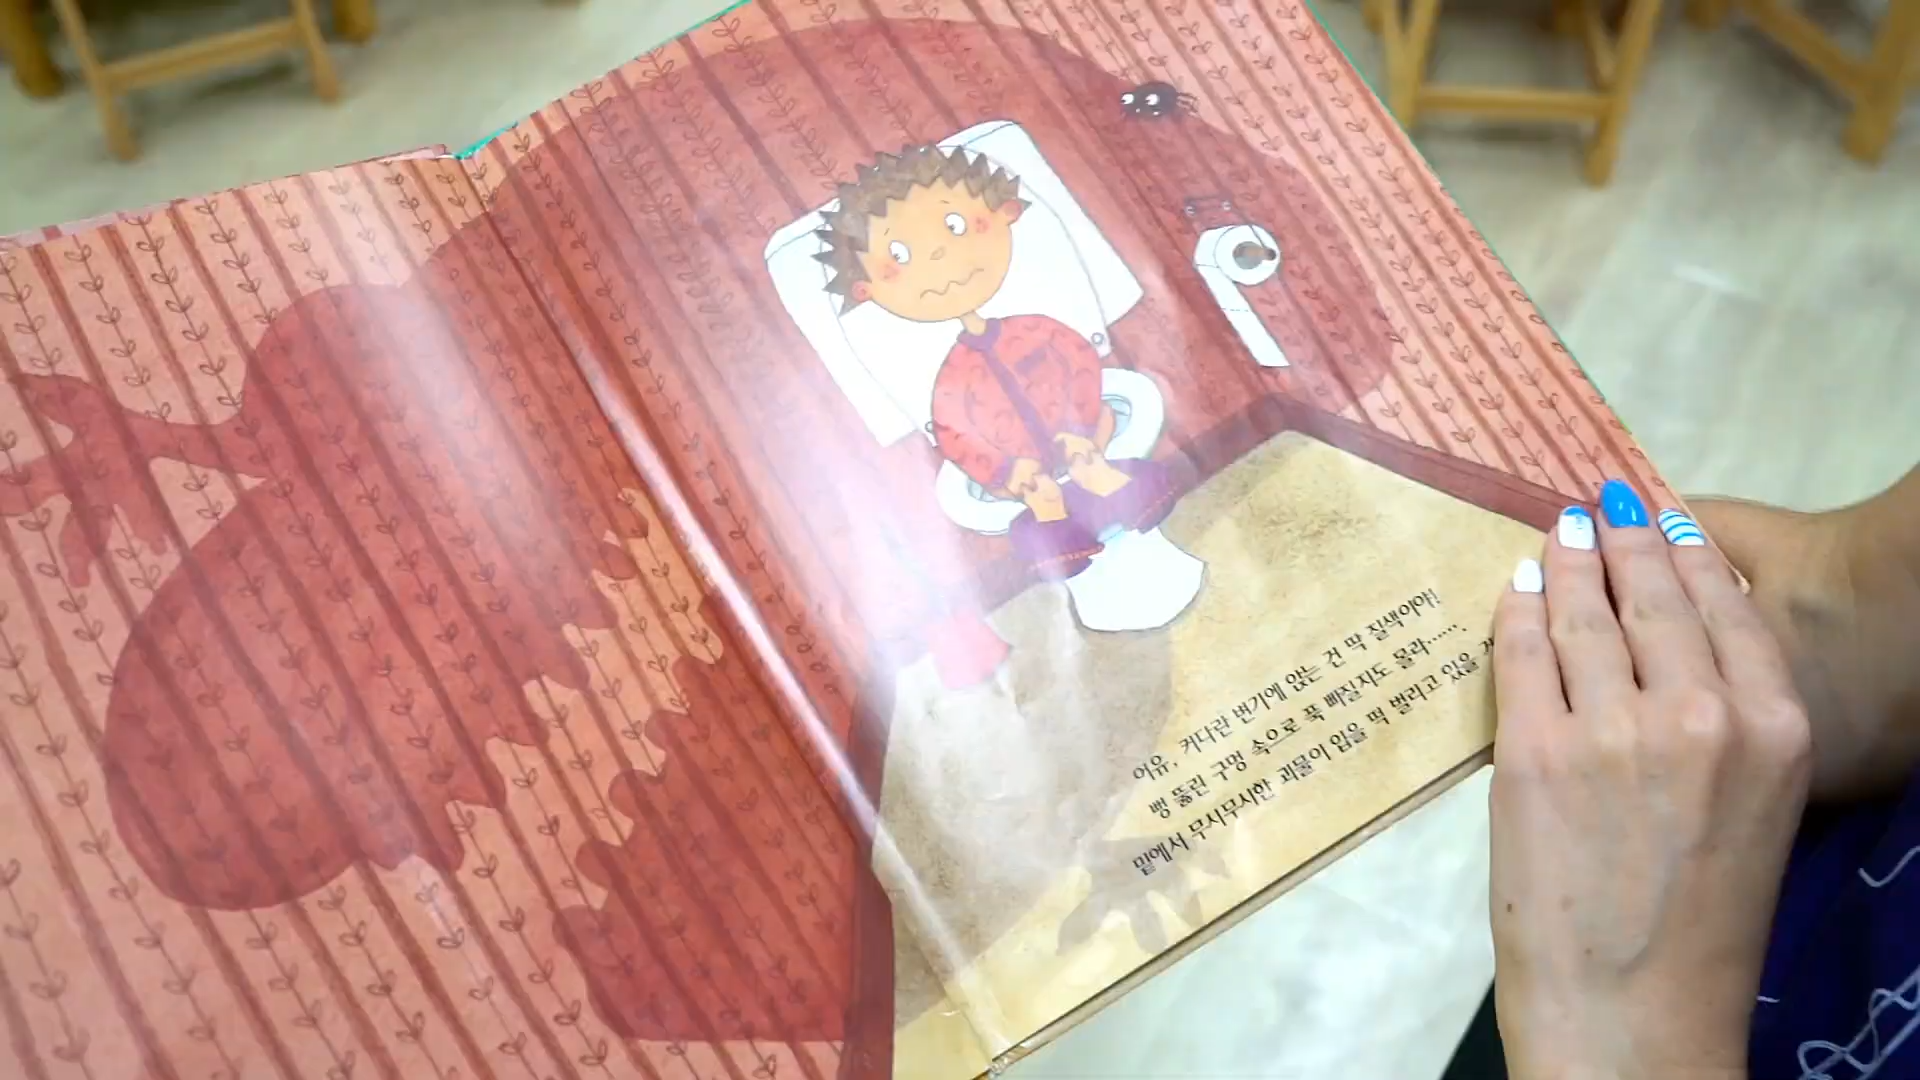 어유, 커다란 변기에 앉는 건 딱 질색이야!
뻥 뚫린 구멍 속으로 푹 빠질지도 몰라……,
밑에서 무시무시한 괴물이 입을 떡 벌리고 있을